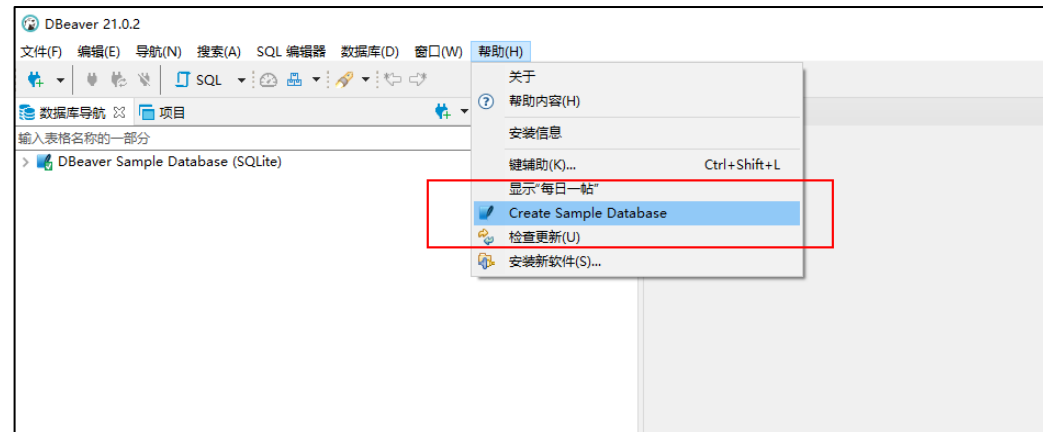 DBeaver 21.0.2
文件(F) 编辑(E) 导航(N) 搜索(A) SQL 编辑器 数据库(D) 窗口(W) 帮助(H)
SQL
数据库导航 项目
输入表格名称的一部分
DBeaver Sample Database (SQLite)
关于
帮助内容(H)
安装信息
键辅助(K)... Ctrl+Shift+L
显示“每日一帖”
Create Sample Database
检查更新(U)
安装新软件(S)...